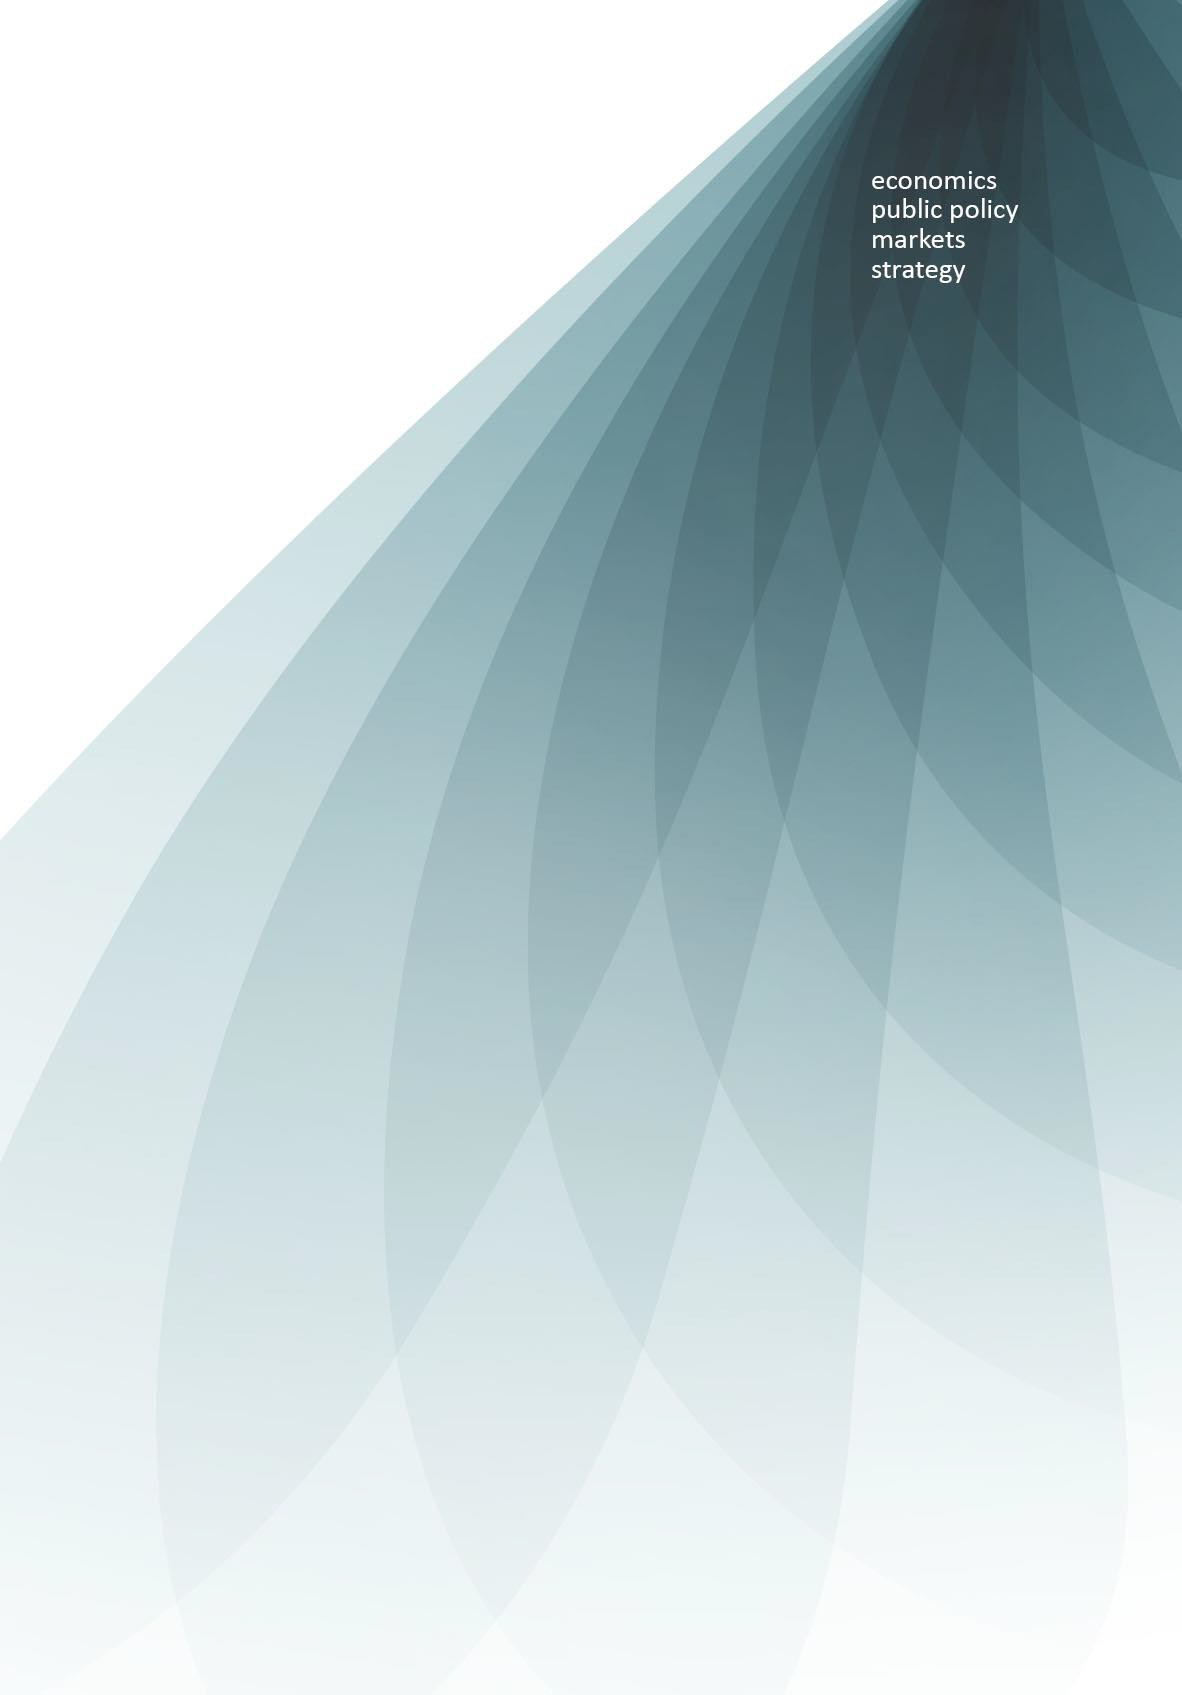 economics
public policy
markets
strategy